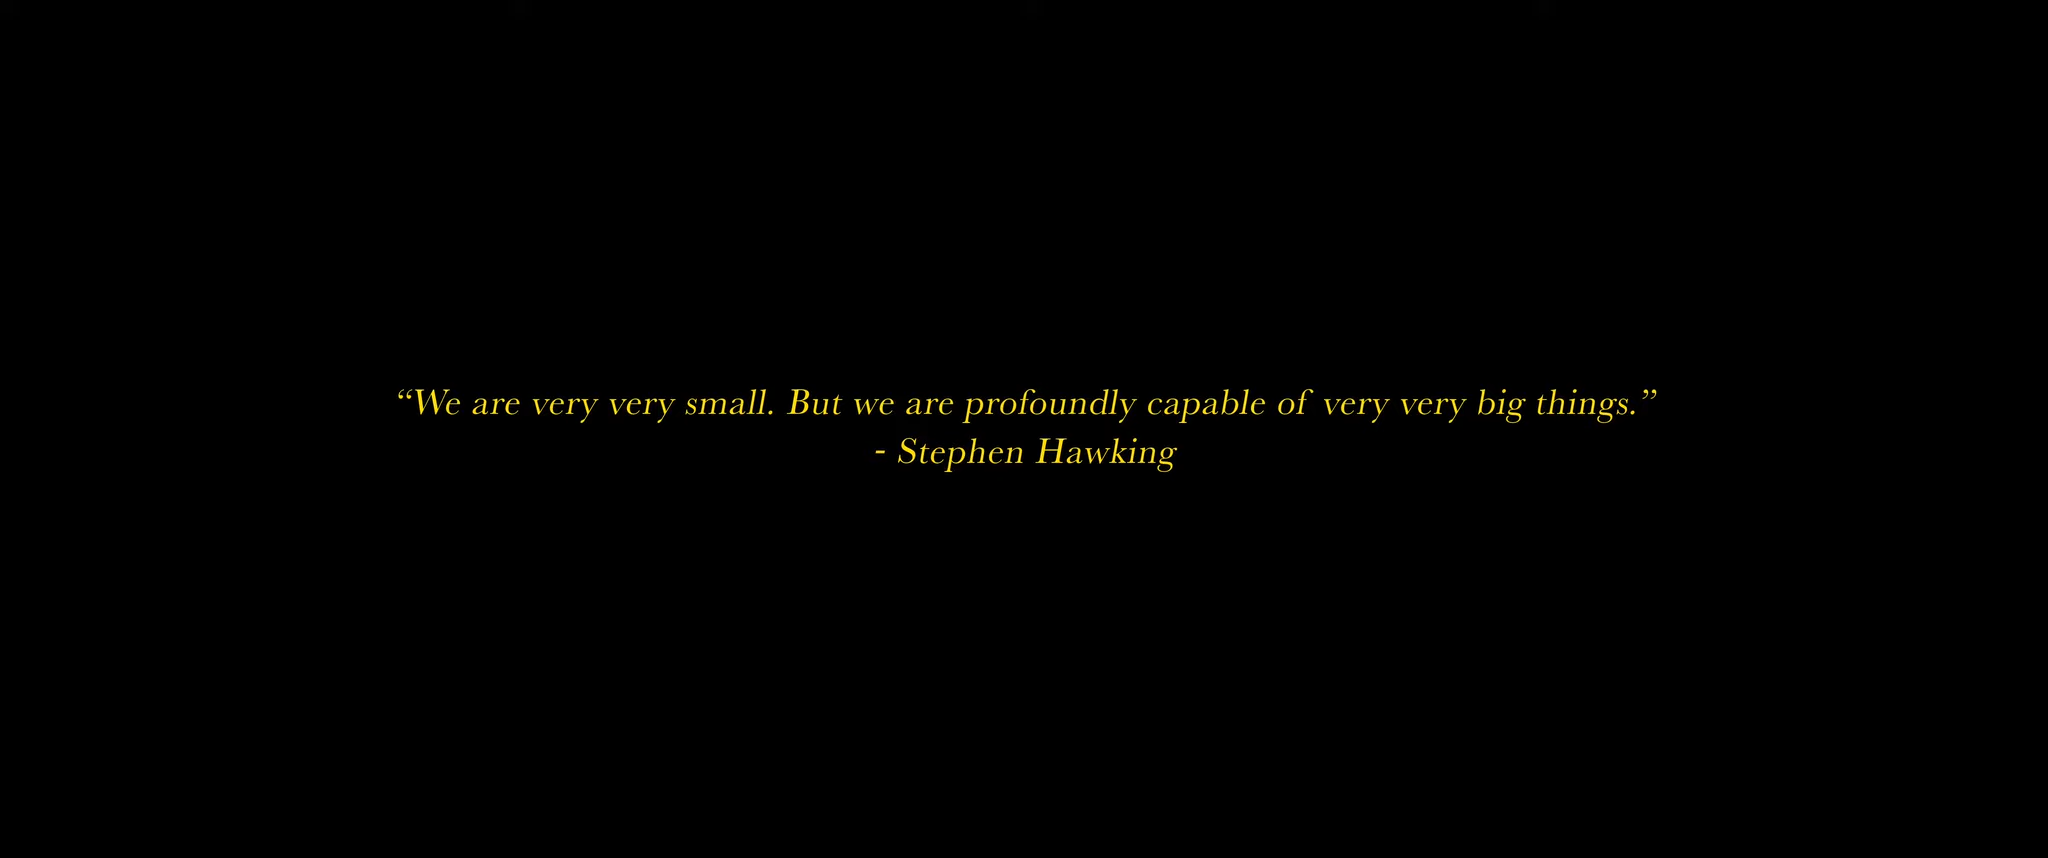 “We are very very small. But we are profoundly capable of very very big things.”
- Stephen Hawking